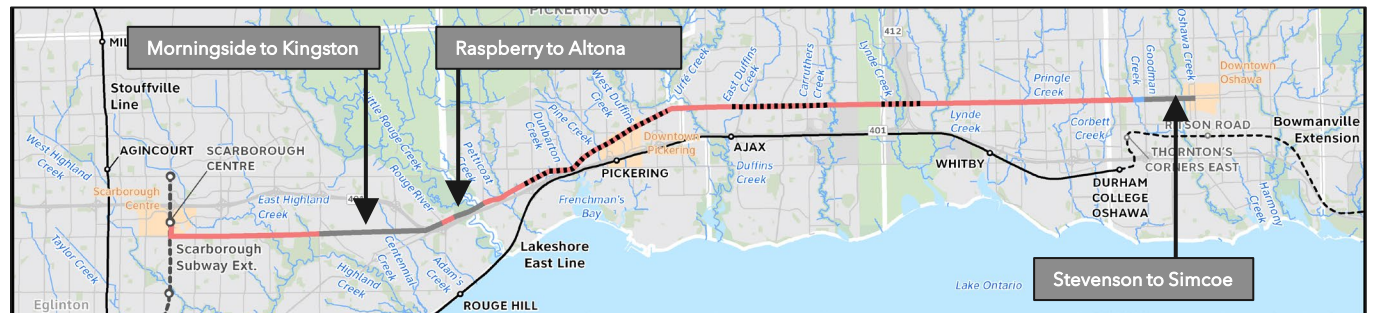 PICKERING
MIL
Morningside to Kingston
Raspberry to Altona
412
Stouffville
Line
AGINCOURT
SCARBOROUGH
CENTRE
West Highland
Creek
Scarborough
Centre
East Highland
Creek
Scarborough
Subway Ext.
Taylor Creek
Eglinton
Highland
Creek
Centennial
Creek
Adam's
Creek
Little Rouge Creek
Rouge River
Petticoat
Creek
Dunbarton
Creek
Pine Creek
West Duffins
Creek
Urfé Creek
East Duffins
Creek
Carruthers
Creek
Lynde Creek
Pringle
Creek
Goodman
Creek
Oshawa Creek
Downtown
Oshawa
Downtown
Pickering
PICKERING
AJAX
Duffins
Creek
401
Lynde
Creek
WHITBY
Corbett
Creek
RITSON ROAD
THORNTON'S
CORNERS EAST
Bowmanville
Extension
DURHAM
COLLEGE
OSHAWA
Harmony
Creek
Frenchman's
Bay
Lakeshore
East Line
ROUGE HILL
Lake Ontario
Stevenson to Simcoe